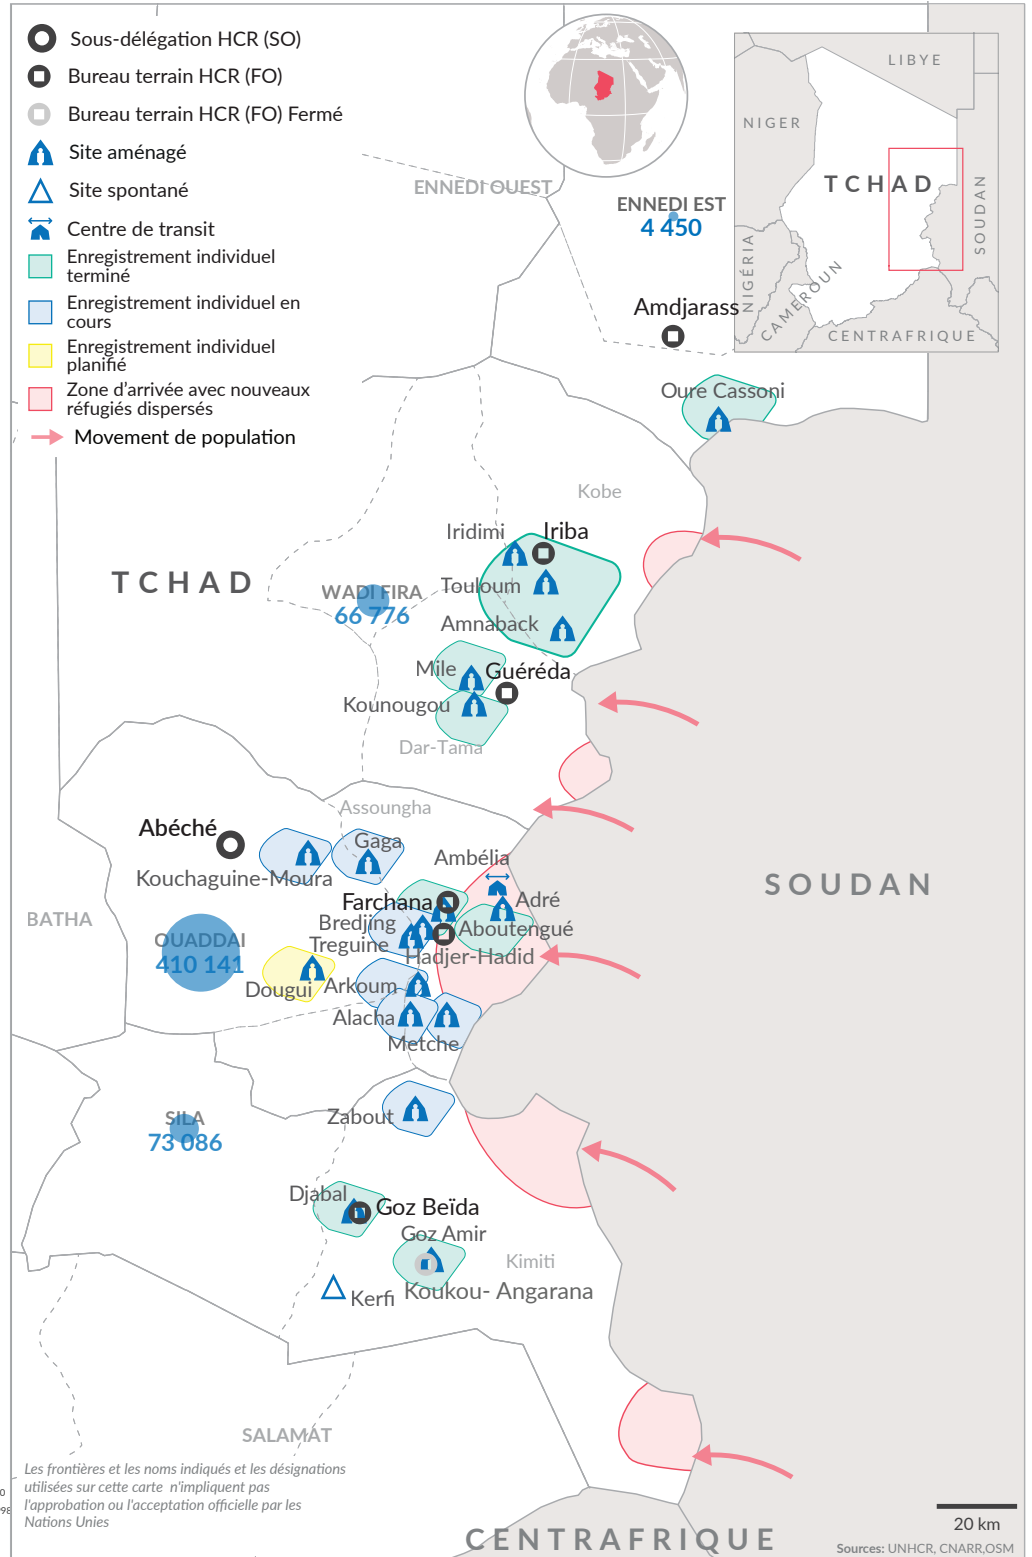 Sous-délégation HCR (SO)
Bureau terrain HCR (FO)
Bureau terrain HCR (FO) Fermé
Site aménagé
Site spontané
Centre de transit
Enregistrement individuel
terminé
Enregistrement individuel en
cours
Enregistrement individuel
planifié
Zone d'arrivée avec nouveaux
réfugiés dispersés
Movement de population
LIBYE
NIGER
TCHAD
SOUDAN
NIGÉRIA
CAMEROUN
CENTRAFRIQUE
ENNEDI OUEST
ENNEDI EST
4 450
Amdjarass
Oure Cassoni
Kobe
Iridimi
Iriba
TCHAD
WADI FIRA
66 776
Touloum
Amnaback
Mile
Guéréda
Kounougou
Dar-Tama
Assoungha
Abéché
Gaga
Ambélia
Kouchaguine-Moura
SOUDAN
Farchana
Adré
BATHA
Bredjing
Aboutengué
OUADDAI
410 141
Treguine
Hadjer-Hadid
Dougui
Arkoum
Alacha
Metche
SILA
73 086
Zabout
Djabal
Goz Beïda
Goz Amir
Kimiti
Kerfi
Koukou- Angarana
SALAMAT
Les frontières et les noms indiqués et les désignations
utilisées sur cette carte n'impliquent pas
l'approbation ou l'acceptation officielle par les
Nations Unies
0
98
CENTRAFRIQUE
20 km
Sources: UNHCR, CNARR,OSM